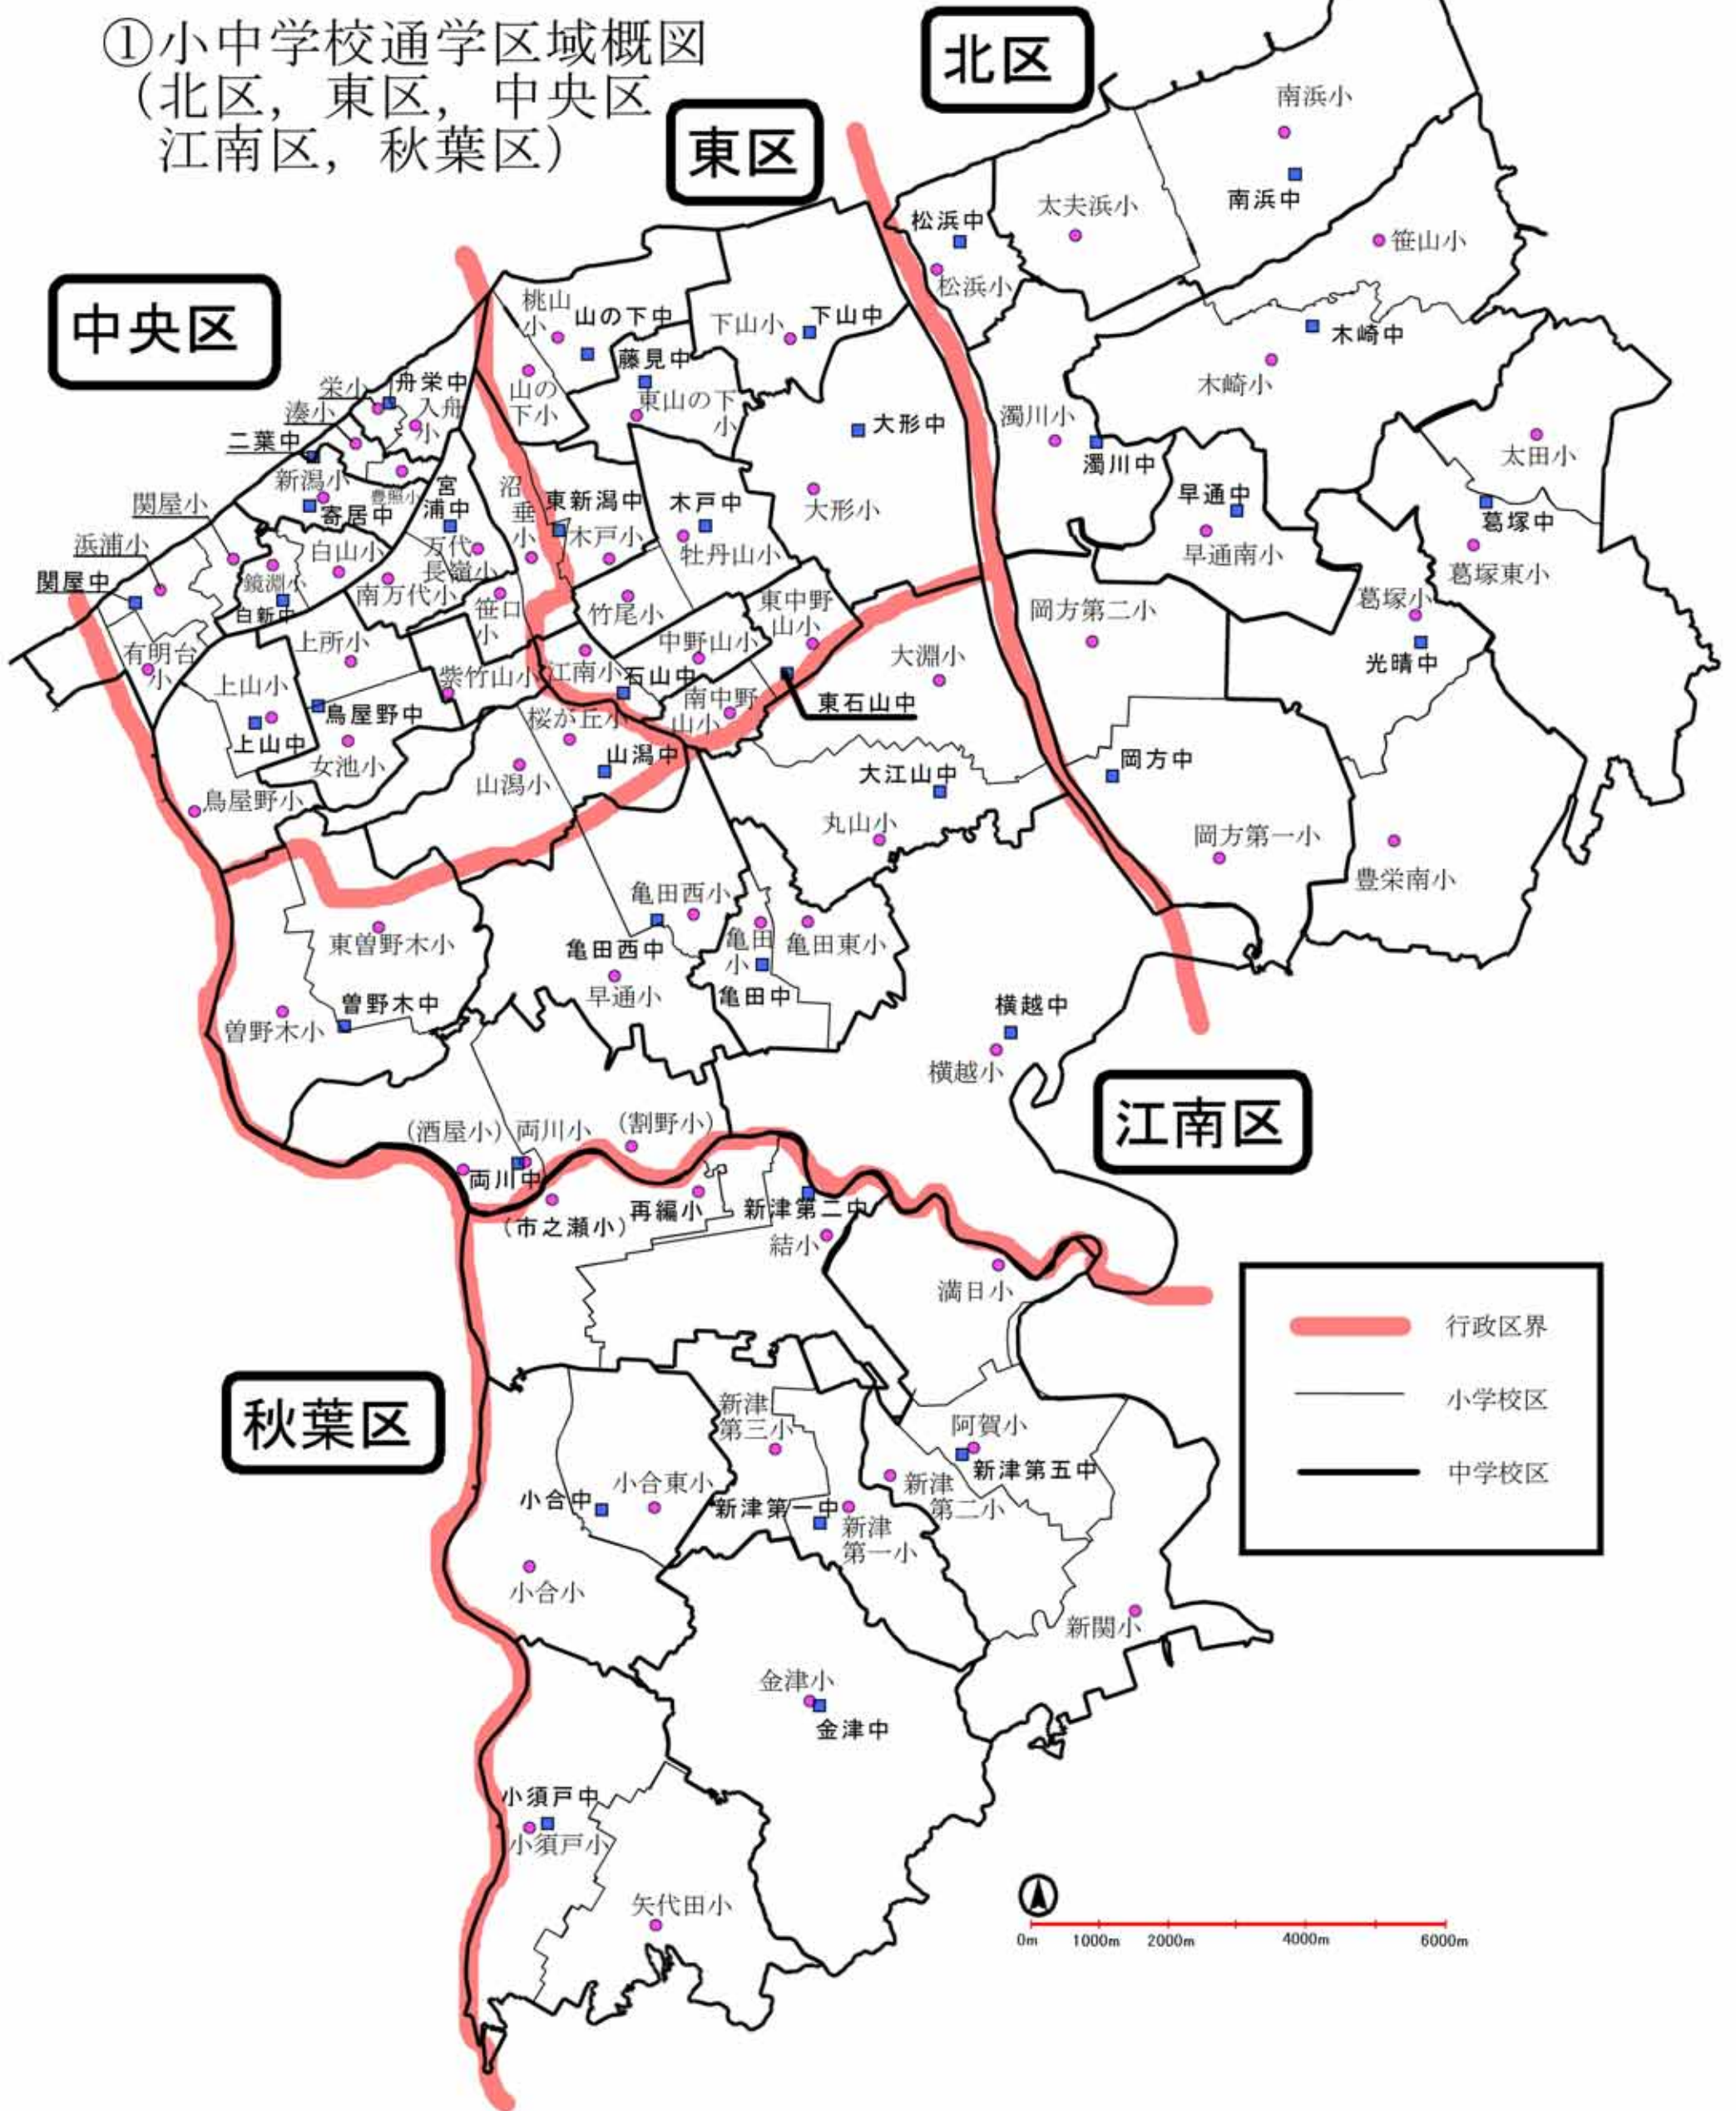 ①小中学校通学区域概図
（北区，東区，中央区
江南区，秋葉区）
北区
東区
中央区
南浜小
南浜中
太夫浜小
松浜中
松浜小
笹山小
木崎中
木崎小
桃山
小
山の下中
下山小
下山中
藤見中
山の
下小
東山の下
小
大形中
大形小
濁川小
濁川中
早通中
早通南小
太田小
葛塚中
葛塚東小
葛塚小
光晴中
栄小
舟栄中
入舟
小
湊小
二葉中
新潟小
寄居中
豊照小
宮
浦中
沼
垂
小
東新潟中
木戸小
木戸中
牡丹山小
関屋小
浜浦小
関屋中
白山小
鏡淵小
白新中
南万代小
万代
長嶺小
笹口
小
竹尾小
東中野
山小
中野山小
岡方第二小
有明台
小
上所小
上山小
上山中
鳥屋野中
紫竹山小
江南小
石山中
南中野
山小
東石山中
大淵小
女池小
桜が丘小
山潟中
山潟小
鳥屋野小
大江山中
丸山小
岡方中
岡方第一小
豊栄南小
東曽野木小
曽野木中
曽野木小
亀田西小
亀田西中
早通小
亀田
小
亀田中
亀田東小
横越中
横越小
江南区
（酒屋小）
両川小
（割野小）
両川中
（市之瀬小）
再編小
新津第二中
結小
満日小
行政区界
小学校区
中学校区
秋葉区
新津
第三小
小合中
小合東小
小合小
新津第一中
新津
第一小
阿賀小
新津第五中
新津
第二小
新関小
金津小
金津中
小須戸中
小須戸小
矢代田小
0m
1000m
2000m
4000m
6000m